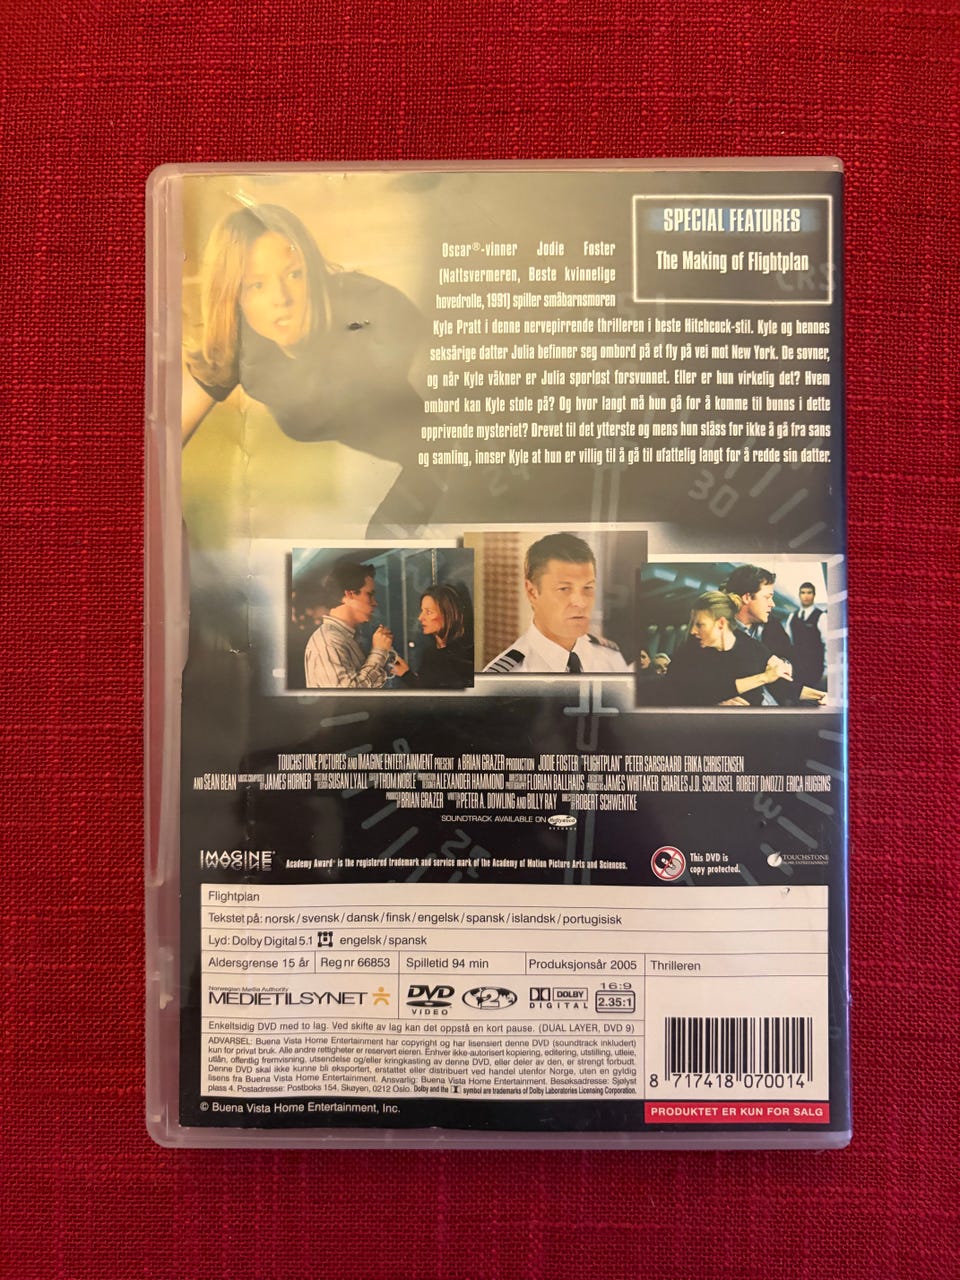 SPECIAL FEATURES
The Making of Flightplan
Oscar®-vinner Jodie Foster
(Nattsvermeren, Beste kvinnelige
hovedrolle, 1991) spiller småbarnsmoren
Kyle Pratt i denne nervepirrende thrilleren i beste Hitchcock-stil. Kyle og hennes
seksårige datter Julia befinner seg ombord på et fly på vei mot New York. De sovner,
og når Kyle våkner er Julia sporløst forsvunnet. Eller er hun virkelig det? Hvem
ombord kan Kyle stole på? Og hvor langt må hun gå for å komme til bunns i dette
opprivende mysteriet? Drevet til det ytterste og mens hun slåss for ikke å gå fra sans
og samling, innser Kyle at hun er villig til å gå til ufattelig langt for å redde sin datter.
24
30
TOUCHSTONE PICTURES AND IMAGINE ENTERTAINMENT PRESENT A BRIAN GRAZER PRODUCTION JODIE FOSTER "FLIGHTPLAN" PETER SARSGAARD ERIKA CHRISTENSEN
AND SEAN BEAN JAMES HORNER SUSAN LYALL THOM NOBLE ALEXANDER HAMMOND FLORIAN BALLHAUS JAMES WHITAKER CHARLES J.D. SCHLISSEL ROBERT DINOZZI ERICA HUGGINS
BRIAN GRAZER PETER A. DOWLING AND BILLY RAY ROBERT SCHWENTKE
SOUNDTRACK AVAILABLE ON hollywood RECORDS
IMAGINE
Academy Award® is the registered trademark and service mark of the Academy of Motion Picture Arts and Sciences.
This DVD is
copy protected.
TOUCHSTONE
HOME ENTERTAINMENT
Flightplan
Tekstet på: norsk/svensk/dansk/finsk/engelsk/spansk/islandsk/portugisisk
Lyd: Dolby Digital 5.1 engelsk/spansk
Aldersgrense 15 år Reg nr 66853 Spilletid 94 min Produksjonsår 2005 Thrilleren
Norwegian Media Authority
MEDIETILSYNET
DVD
VIDEO
2
DOLBY
DIGITAL
16:9
2.35:1
Enkeltsidig DVD med to lag. Ved skifte av lag kan det oppstå en kort pause. (DUAL LAYER, DVD 9)
ADVARSEL: Buena Vista Home Entertainment har copyright og har lisensiert denne DVD (soundtrack inkludert)
kun for privat bruk. Alle andre rettigheter er reservert eieren. Enhver ikke-autorisert kopiering, editering, utstilling, utleie,
utlån, offentlig fremvisning, utsendelse og/eller kringkasting av denne DVD, eller deler av den, er strengt forbudt.
Denne DVD skal ikke kunne bli eksportert, erstattet eller distribuert ved handel utenfor Norge, uten en gyldig
lisens fra Buena Vista Home Entertainment. Ansvarlig: Buena Vista Home Entertainment. Besøksadresse: Sjølyst
plass 4. Postadresse: Postboks 154, Skøyen, 0212 Oslo. Dolby and the symbol are trademarks of Dolby Laboratories Licensing Corporation.
8 717418 070014
© Buena Vista Home Entertainment, Inc.
PRODUKTET ER KUN FOR SALG